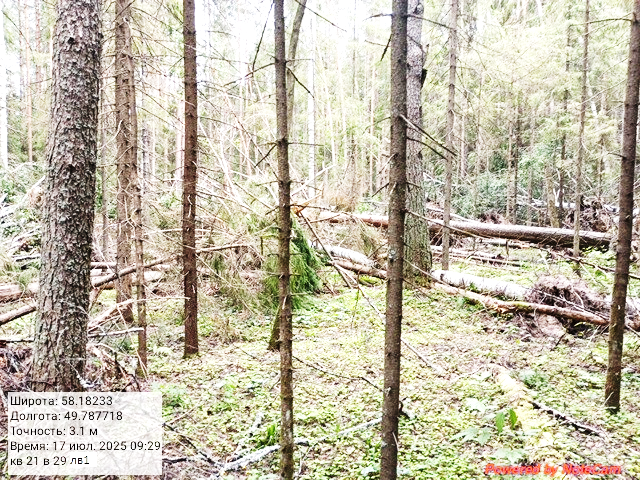 Широта: 58.18233
Долгота: 49.787718
Точность: 3.1 м
Время: 17 июл. 2025 09:29
кв 21 в 29 лв1
Powered by NoteCam